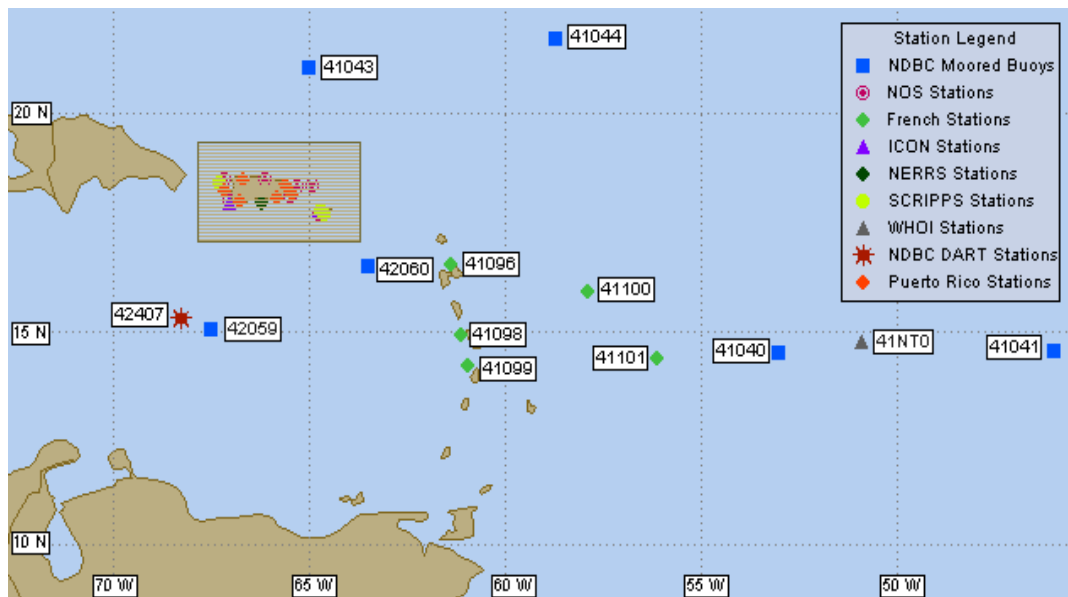 41044
41043
Station Legend
NDBC Moored Buoys
NOS Stations
French Stations
ICON Stations
NERRS Stations
SCRIPPS Stations
WHOI Stations
NDBC DART Stations
Puerto Rico Stations
20 N
42060
41096
41100
42407
42059
15 N
41098
41099
41101
41040
41NT0
41041
10 N
70 W
65 W
60 W
55 W
50 W